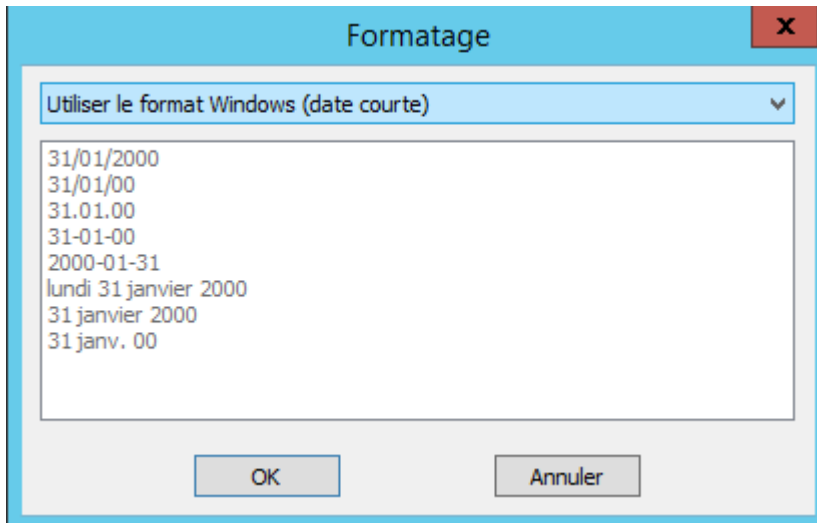 Formatage
x
Utiliser le format Windows (date courte)
31/01/2000
31/01/00
31.01.00
31-01-00
2000-01-31
lundi 31 janvier 2000
31 janvier 2000
31 janv. 00
OK
Annuler